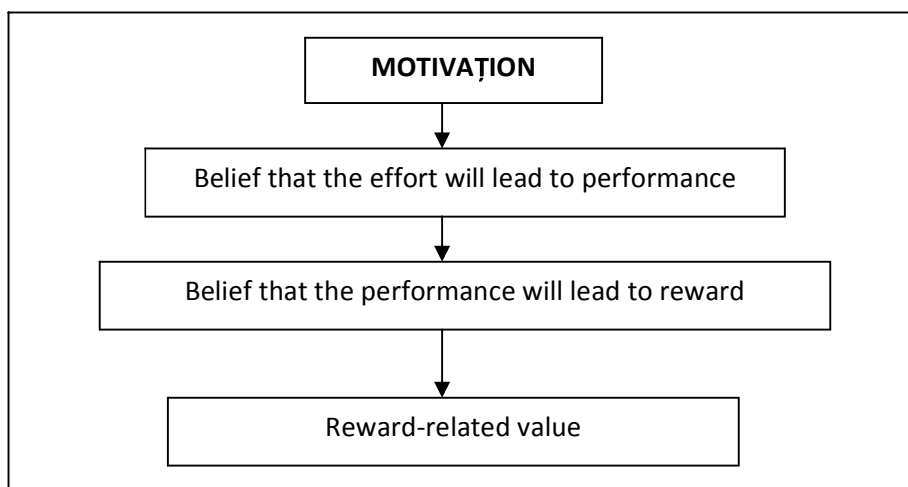 MOTIVAȚION
Belief that the effort will lead to performance
Belief that the performance will lead to reward
Reward-related value